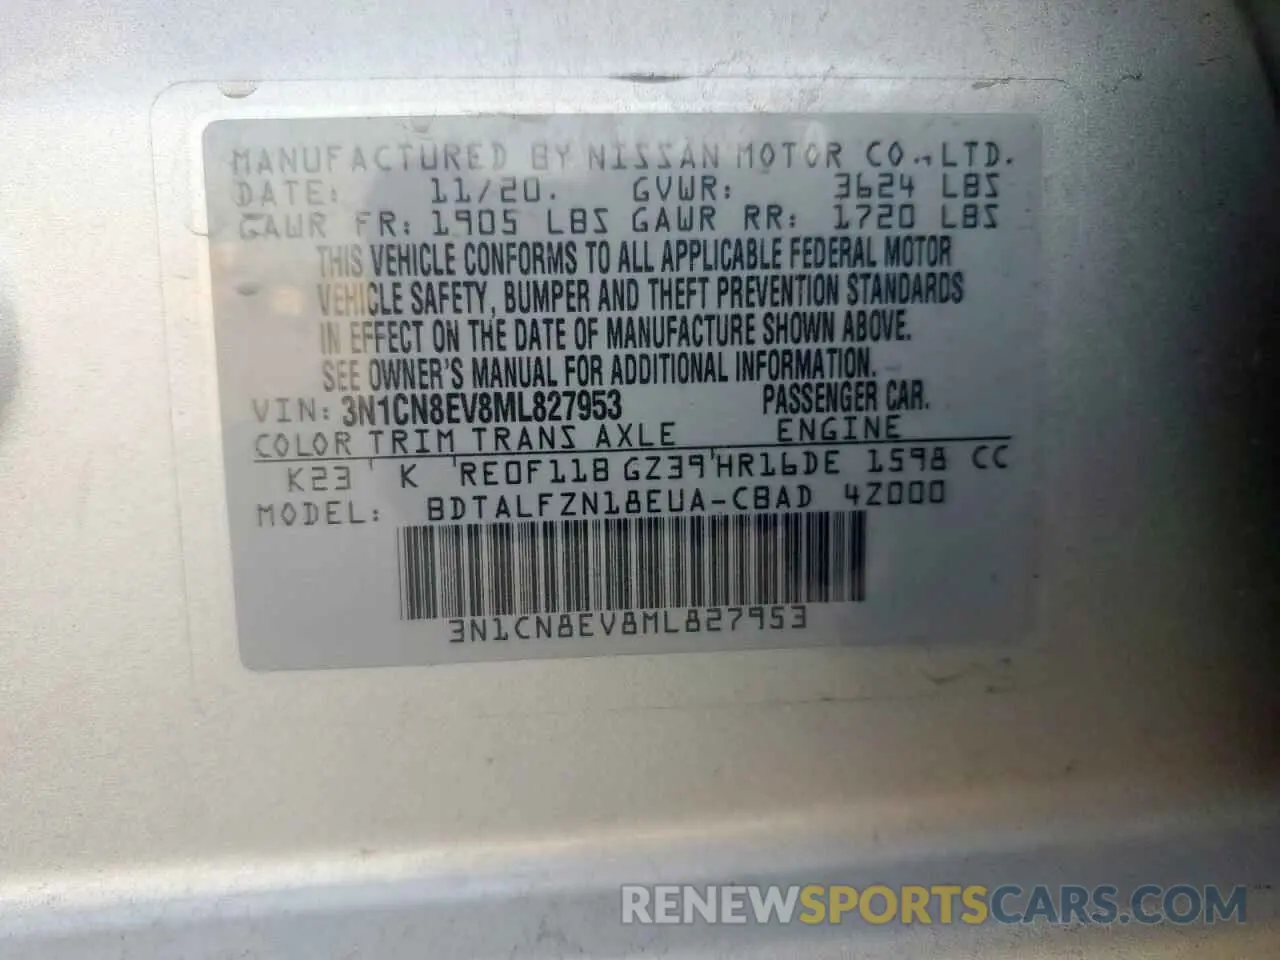 MANUFACTURED BY NISSAN MOTOR CO., LTD.
DATE: 11/20. GVWR: 3624 LBS
GAWR FR: 1905 LBS GAWR RR: 1720 LBS
THIS VEHICLE CONFORMS TO ALL APPLICABLE FEDERAL MOTOR
VEHICLE SAFETY, BUMPER AND THEFT PREVENTION STANDARDS
IN EFFECT ON THE DATE OF MANUFACTURE SHOWN ABOVE.
SEE OWNER'S MANUAL FOR ADDITIONAL INFORMATION.
VIN: 3N1CN8EV8ML827953 PASSENGER CAR.
COLOR TRIM TRANS AXLE ENGINE
K23 K RE0F11B GZ39 HR16DE 1598 CC
MODEL: BDTALFZN18EUA-CBAD 4Z000
3N1CN8EV8ML827953
RENEWSPORTSCARS.COM